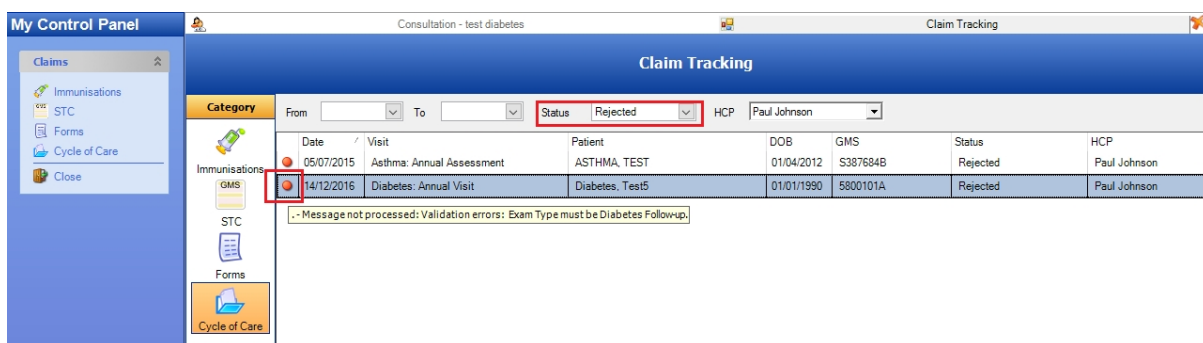 My Control Panel
Consultation - test diabetes
Claim Tracking
Claims
Immunisations
STC
Forms
Cycle of Care
Close
Claim Tracking
Category
From To Status Rejected HCP Paul Johnson
Immunisations
GMS
STC
Forms
Cycle of Care
Date Visit Patient DOB GMS Status HCP
05/07/2015 Asthma: Annual Assessment ASTHMA, TEST 01/04/2012 S387684B Rejected Paul Johnson
14/12/2016 Diabetes: Annual Visit Diabetes, Test5 01/01/1990 5800101A Rejected Paul Johnson
.- Message not processed: Validation errors: Exam Type must be Diabetes Follow-up.